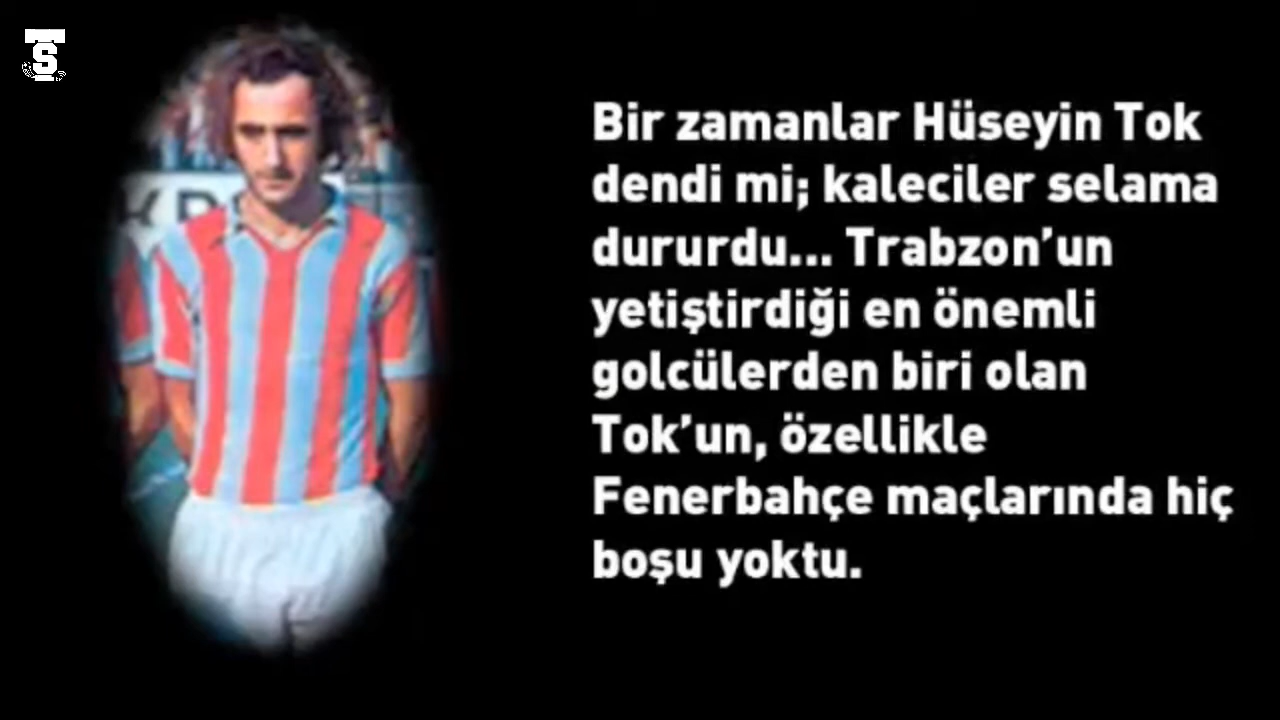 TS
Bir zamanlar Hüseyin Tok
dendi mi; kaleciler selama
dururdu... Trabzon’un
yetiştirdiği en önemli
golcülerden biri olan
Tok’un, özellikle
Fenerbahçe maçlarında hiç
boşu yoktu.